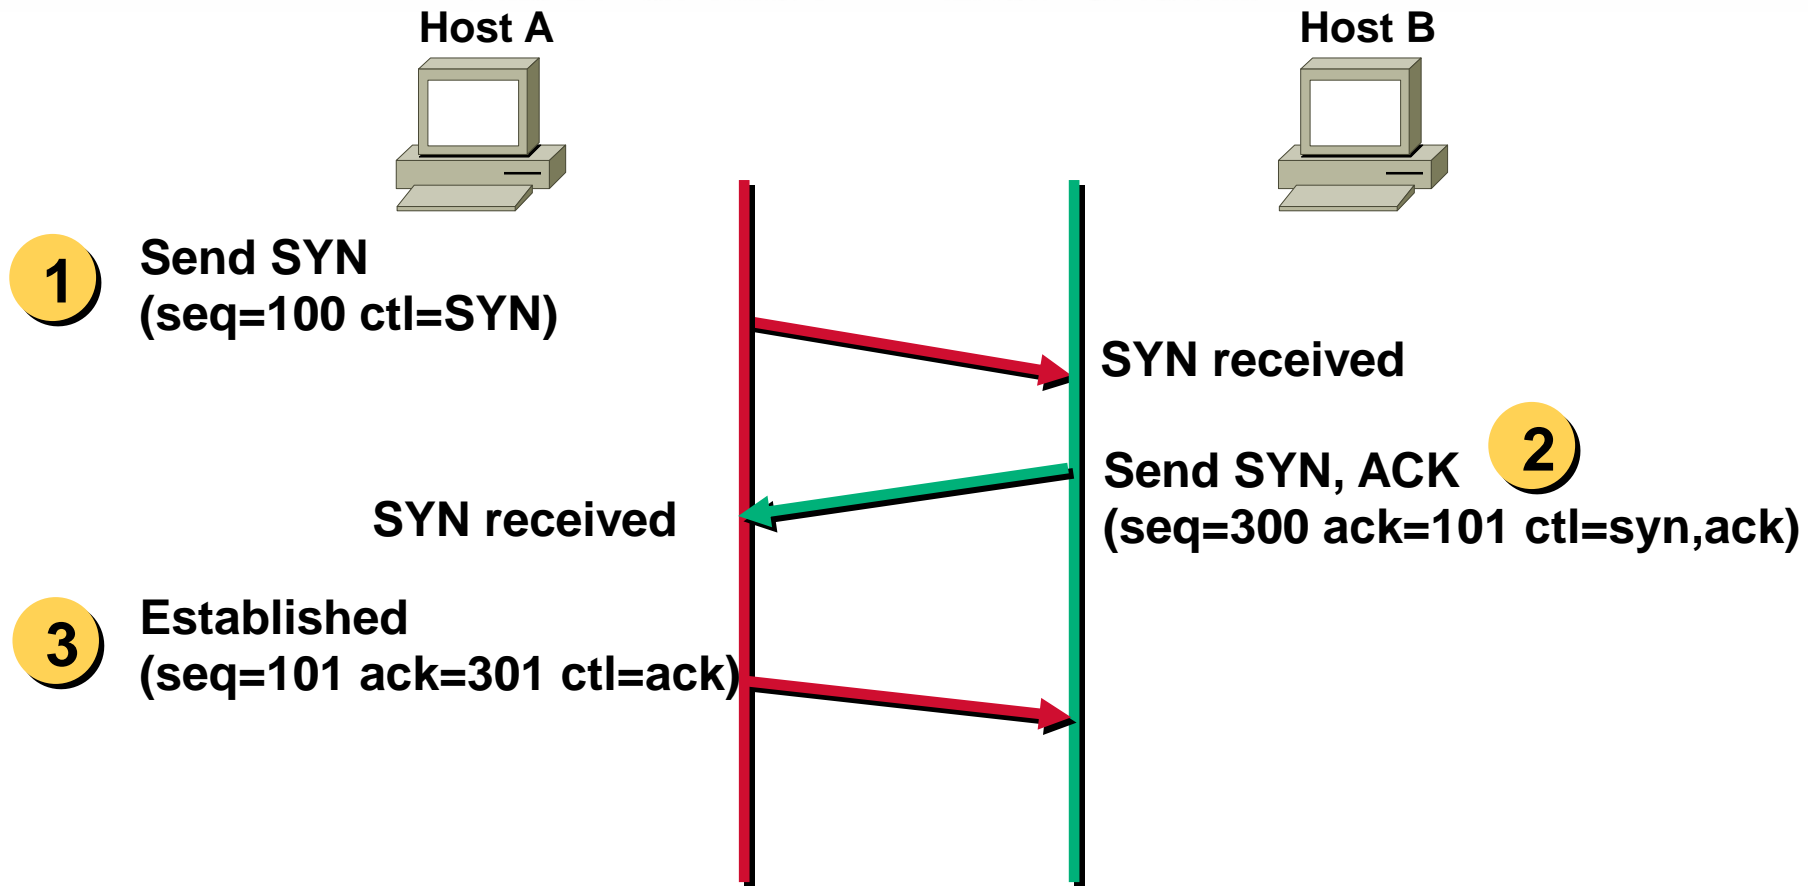 Host A
Host B
1
Send SYN
(seq=100 ctl=SYN)
SYN received
2
Send SYN, ACK
(seq=300 ack=101 ctl=syn,ack)
SYN received
3
Established
(seq=101 ack=301 ctl=ack)